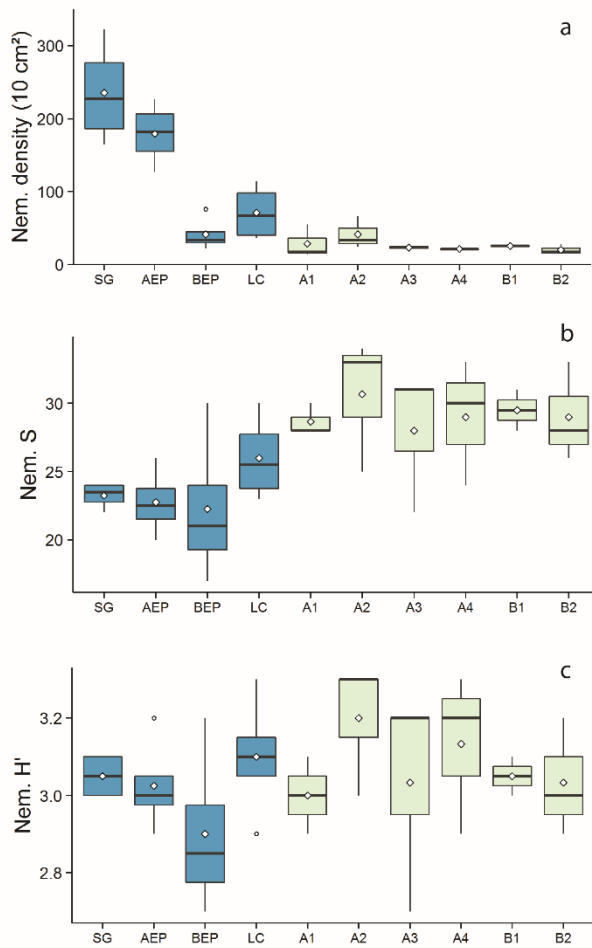 a
Nem. density (10 cm²)
300
200
100
0
SG AEP BEP LC A1 A2 A3 A4 B1 B2
b
Nem. S
30
25
20
SG AEP BEP LC A1 A2 A3 A4 B1 B2
c
Nem. H'
3.2
3.0
2.8
SG AEP BEP LC A1 A2 A3 A4 B1 B2